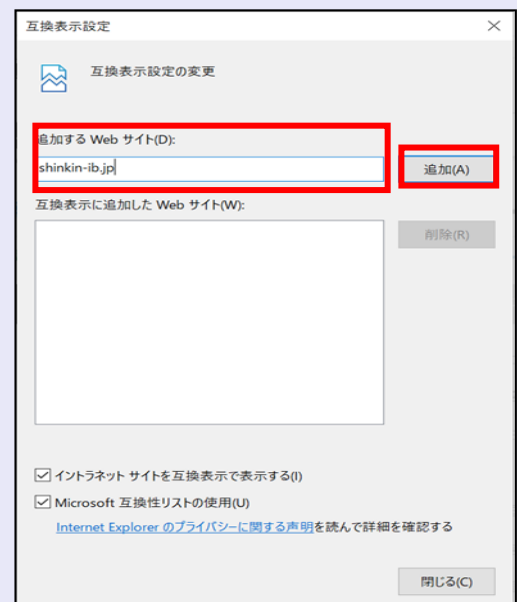 互換表示設定
互換表示設定の変更
追加する Web サイト(D):
shinkin-ib.jp
追加(A)
互換表示に追加した Web サイト(W):
削除(R)
イントラネット サイトを互換表示で表示する(I)
Microsoft 互換性リストの使用(U)
Internet Explorer のプライバシーに関する声明を読んで詳細を確認する
閉じる(C)